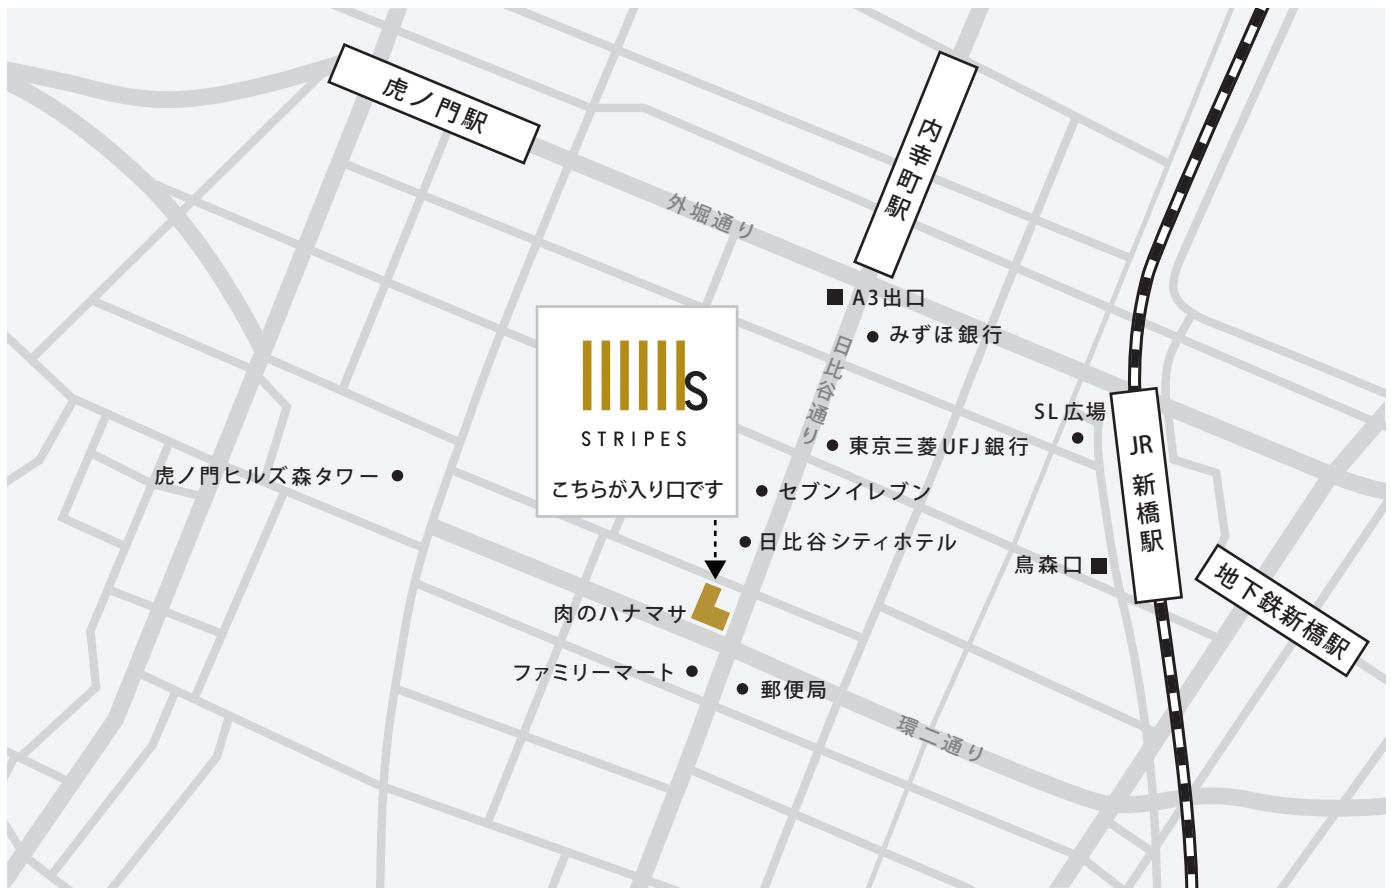 虎ノ門駅
内幸町駅
外堀通り
A3出口
みずほ銀行
日比谷通り
S
STRIPES
こちらが入り口です
SL広場
JR新橋駅
東京三菱UFJ銀行
虎ノ門ヒルズ森タワー
セブンイレブン
日比谷シティホテル
烏森口
地下鉄新橋駅
肉のハナマサ
ファミリーマート
郵便局
環二通り